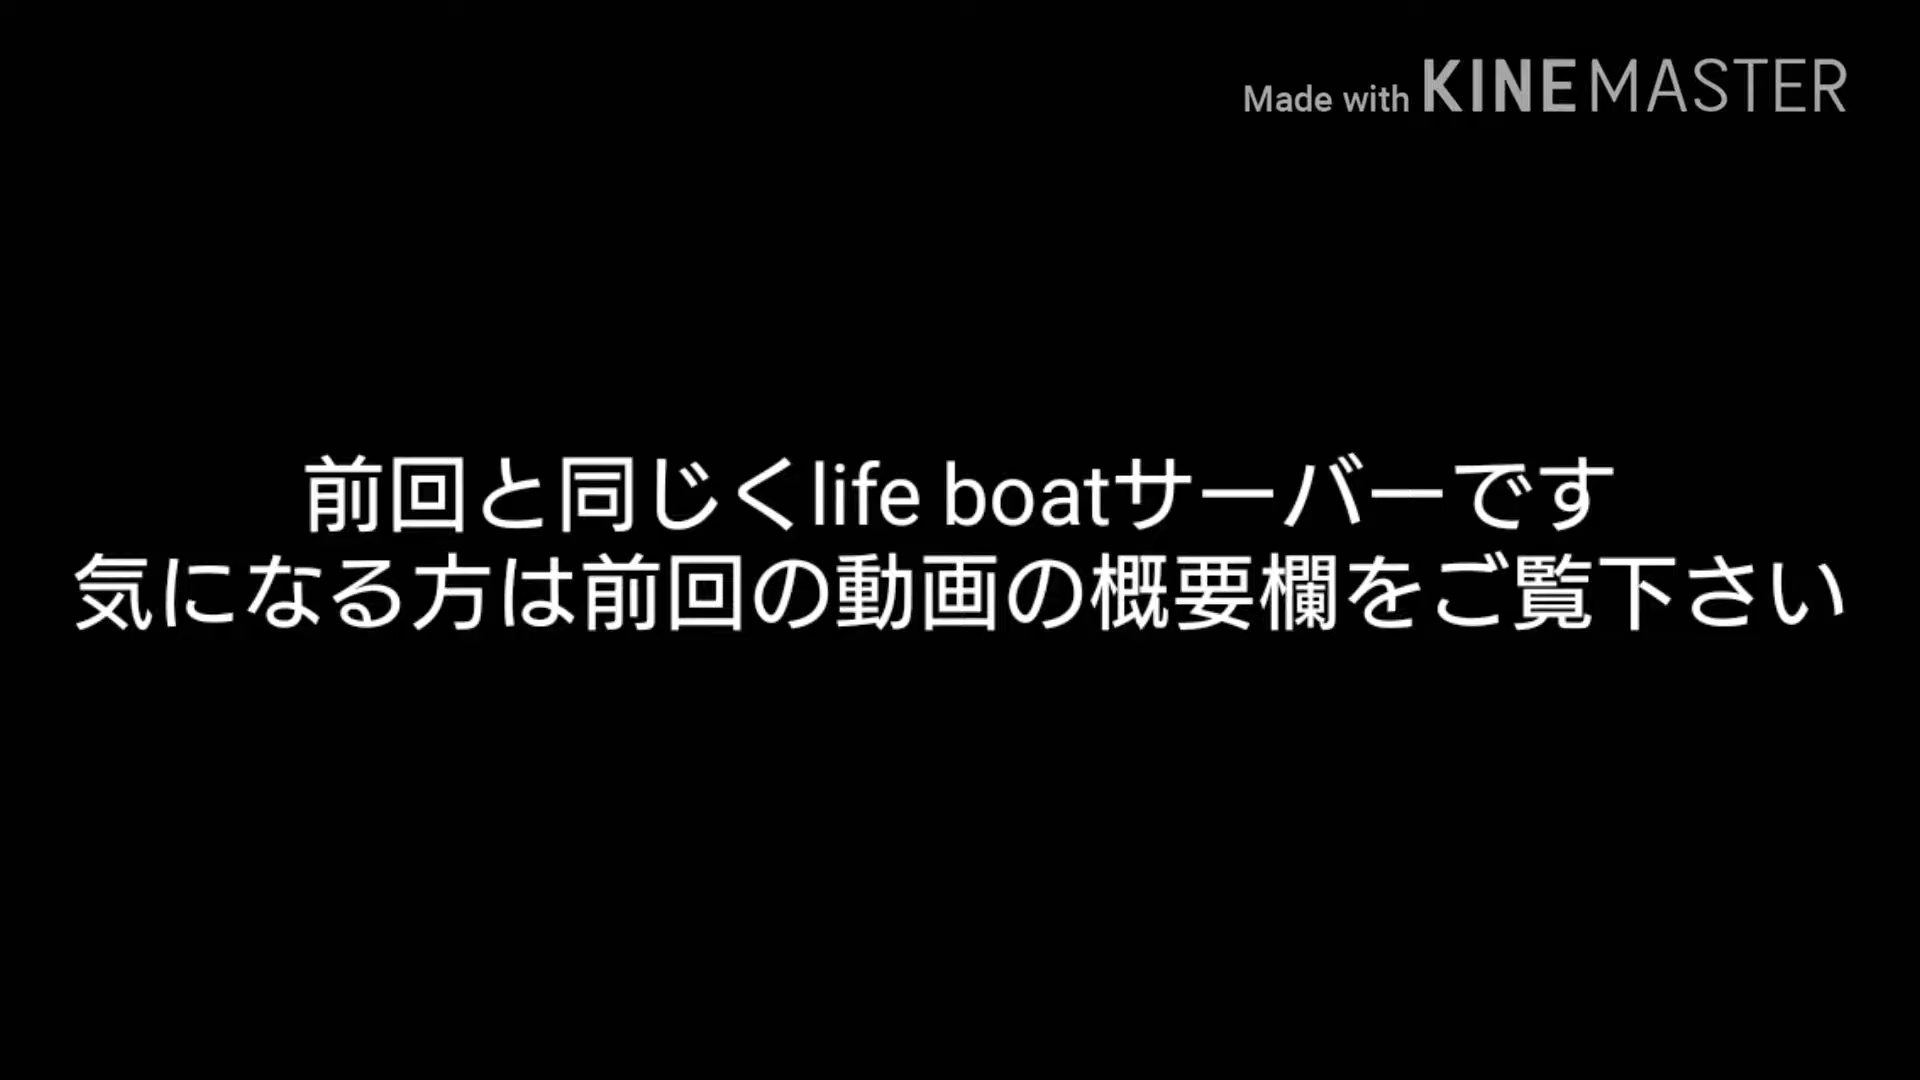 Made with KINEMASTER
前回と同じくlife boatサーバーです
気になる方は前回の動画の概要欄をご覧下さい